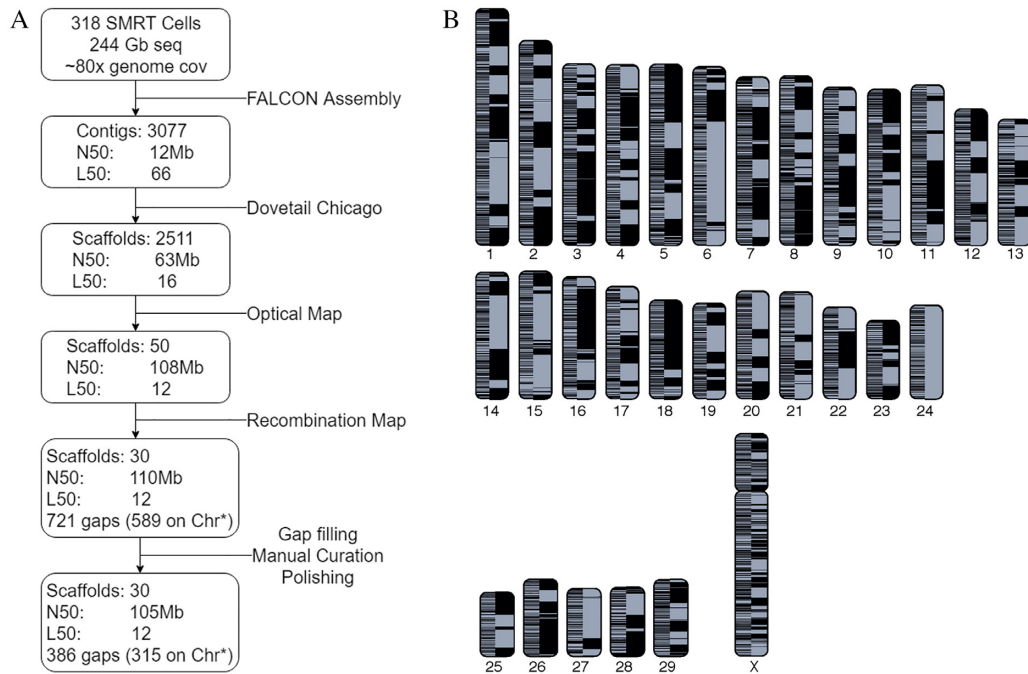 A
318 SMRT Cells
244 Gb seq
~80x genome cov
FALCON Assembly
Contigs: 3077
N50: 12Mb
L50: 66
Dovetail Chicago
Scaffolds: 2511
N50: 63Mb
L50: 16
Optical Map
Scaffolds: 50
N50: 108Mb
L50: 12
Recombination Map
Scaffolds: 30
N50: 110Mb
L50: 12
721 gaps (589 on Chr*)
Gap filling
Manual Curation
Polishing
Scaffolds: 30
N50: 105Mb
L50: 12
386 gaps (315 on Chr*)
B
1 2 3 4 5 6 7 8 9 10 11 12 13
14 15 16 17 18 19 20 21 22 23 24
25 26 27 28 29 X